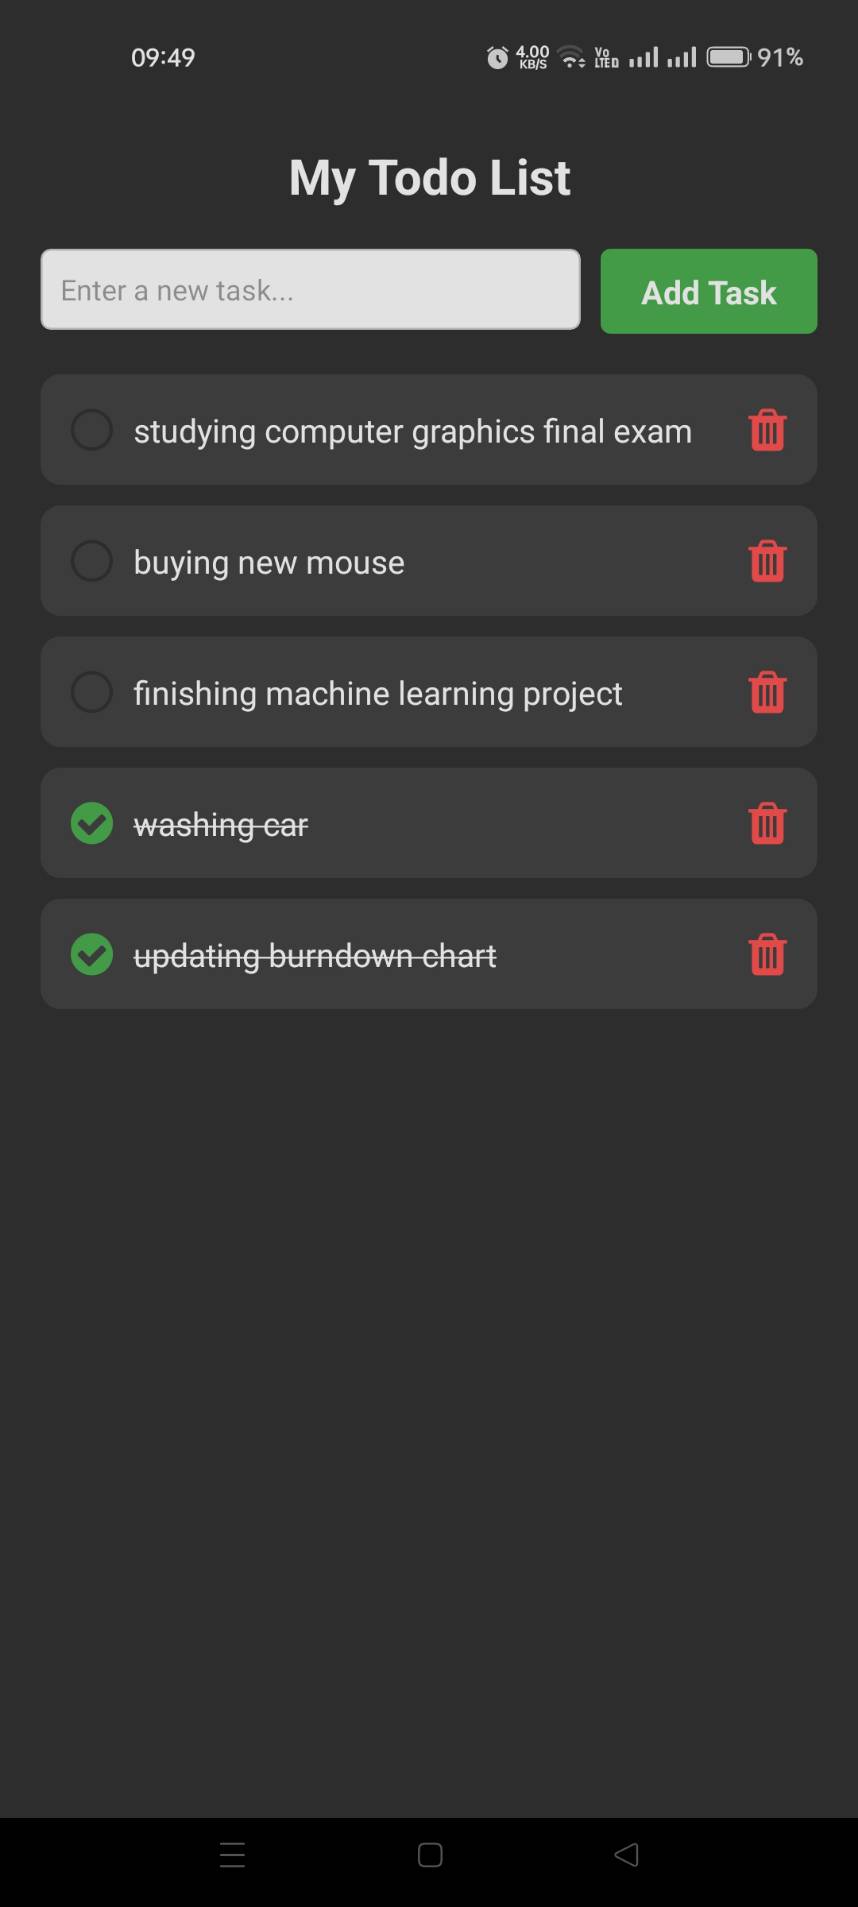 09:49 4.00 KB/S Vo LTE 91%
My Todo List
Enter a new task... Add Task
studying computer graphics final exam
buying new mouse
finishing machine learning project
washing car
updating burndown chart